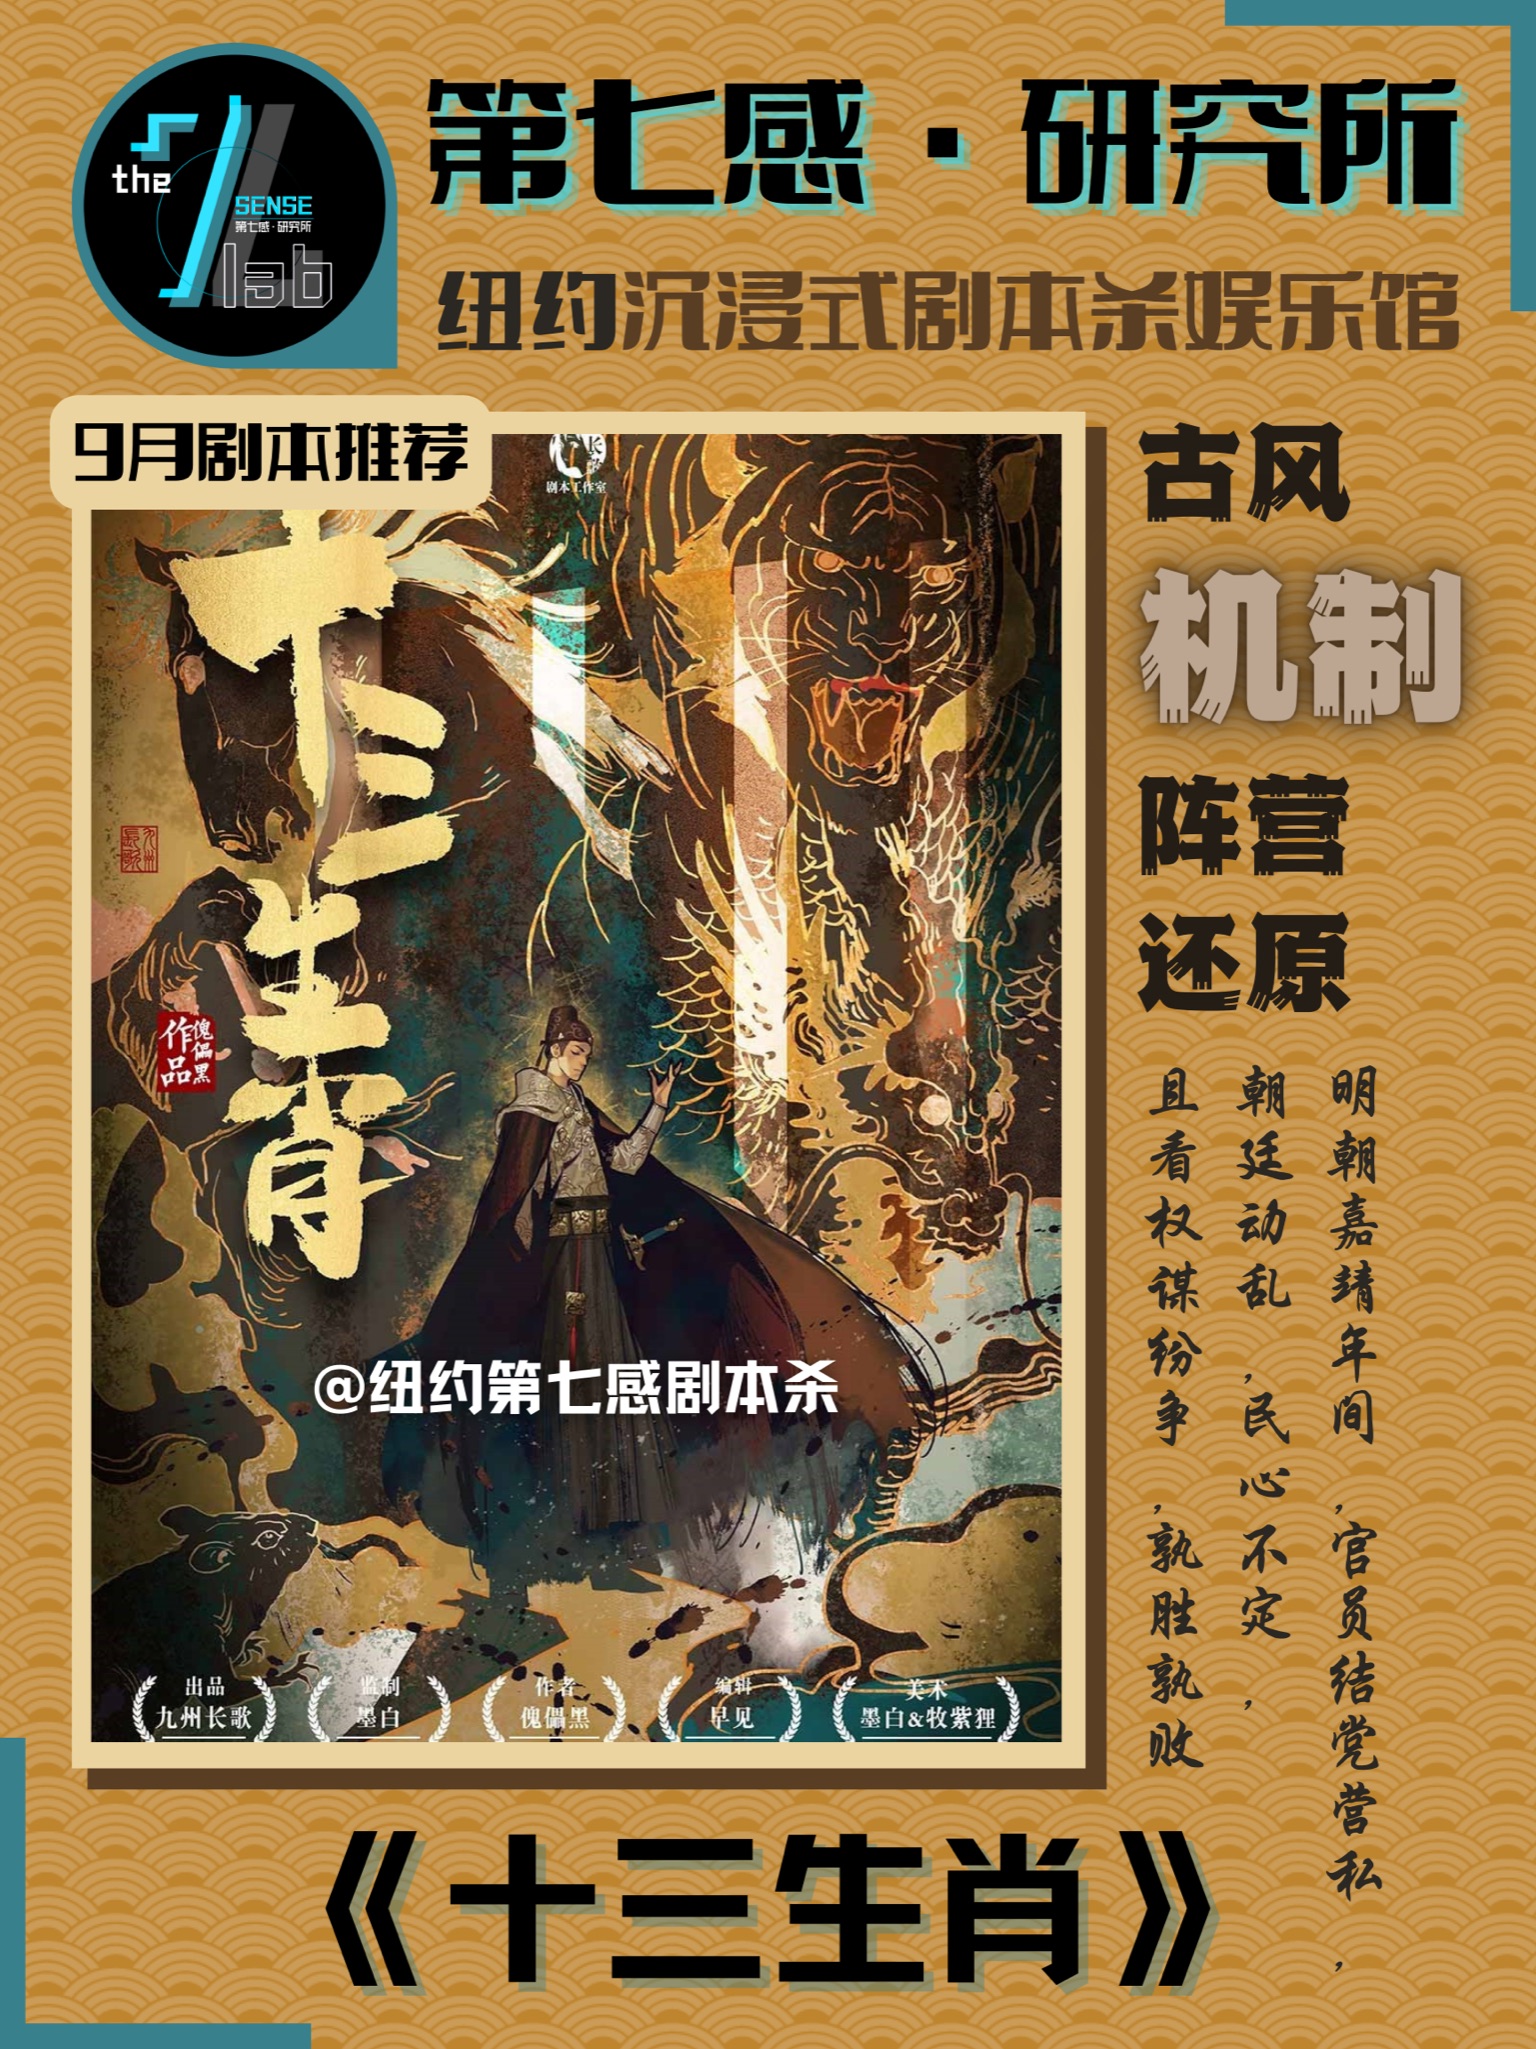 the
SENSE
第七感·研究所
lab
第七感·研究所
纽约沉浸式剧本杀娱乐馆
9月剧本推荐
剧本工作室
十三生肖
九州
長歌
傀儡黑
作品
@纽约第七感剧本杀
出品
九州长歌
监制
墨白
作者
傀儡黑
编辑
早见
美术
墨白&牧紫狸
古风
机制
阵营
还原
明朝嘉靖年间,官员结党营私,
朝廷动乱,民心不定,
且看权谋纷争,孰胜孰败
《十三生肖》